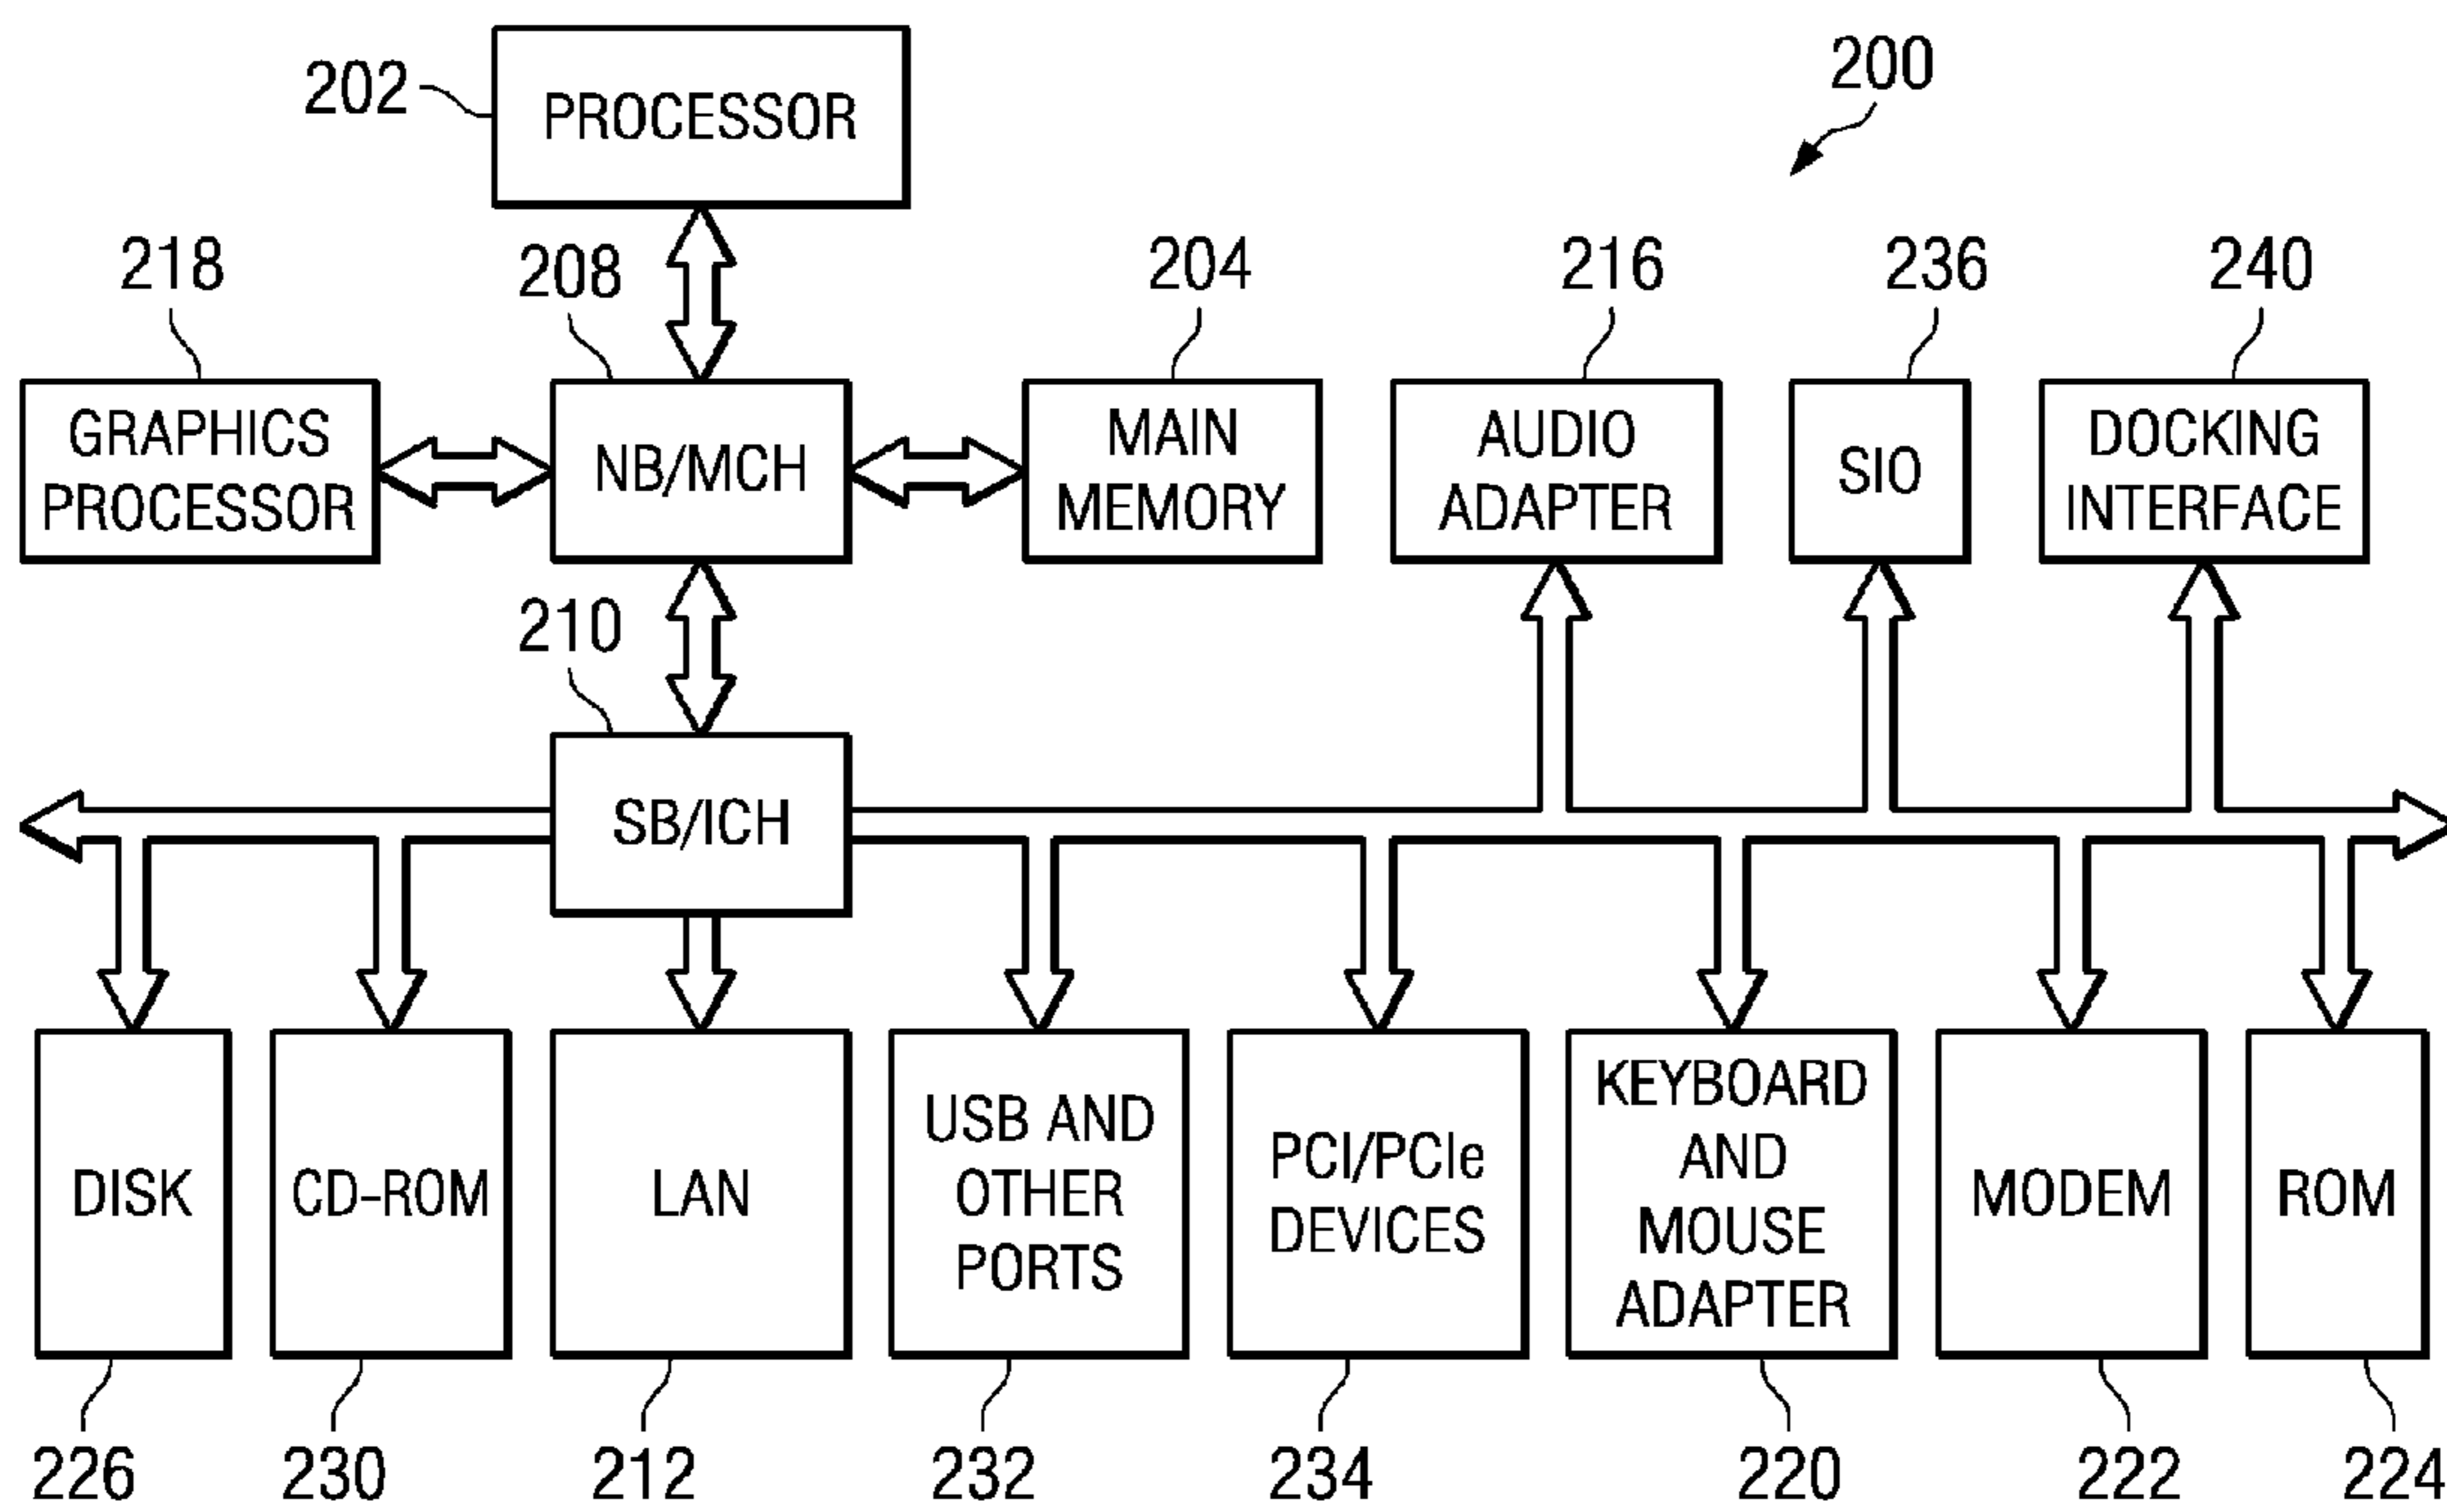 200
202
PROCESSOR
218
208
204
216
236
240
GRAPHICS
PROCESSOR
NB/MCH
MAIN
MEMORY
AUDIO
ADAPTER
SIO
DOCKING
INTERFACE
210
SB/ICH
DISK
CD-ROM
LAN
USB AND
OTHER
PORTS
PCI/PCIe
DEVICES
KEYBOARD
AND
MOUSE
ADAPTER
MODEM
ROM
226
230
212
232
234
220
222
224